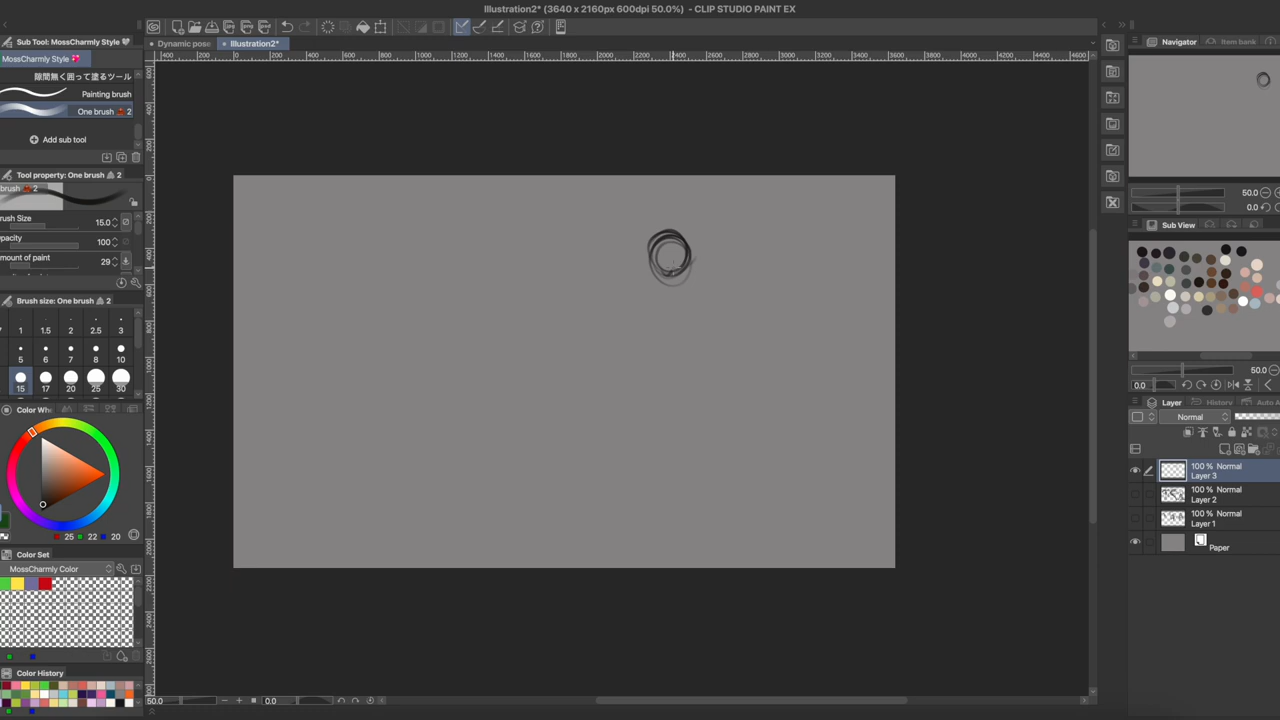 Illustration2* (3640 x 2160px 600dpi 50.0%) - CLIP STUDIO PAINT EX
Sub Tool: MossCharmly Style
Dynamic pose
Illustration2*
Navigator
Item bank
MossCharmly Style
隙間無く囲って塗るツール
Painting brush
One brush 2
Add sub tool
Tool property: One brush 2
brush 2
rush Size 15.0
Opacity 100
mount of paint 29
Brush size: One brush 2
1 1.5 2 2.5 3
5 6 7 8 10
15 17 20 25 30
Color Whe
25 22 20
Color Set
MossCharmly Color
Color History
50.0
0.0
50.0
0.0
Sub View
50.0
0.0
Layer
History
Auto A
Normal
100 % Normal
Layer 3
100 % Normal
Layer 2
100 % Normal
Layer 1
Paper